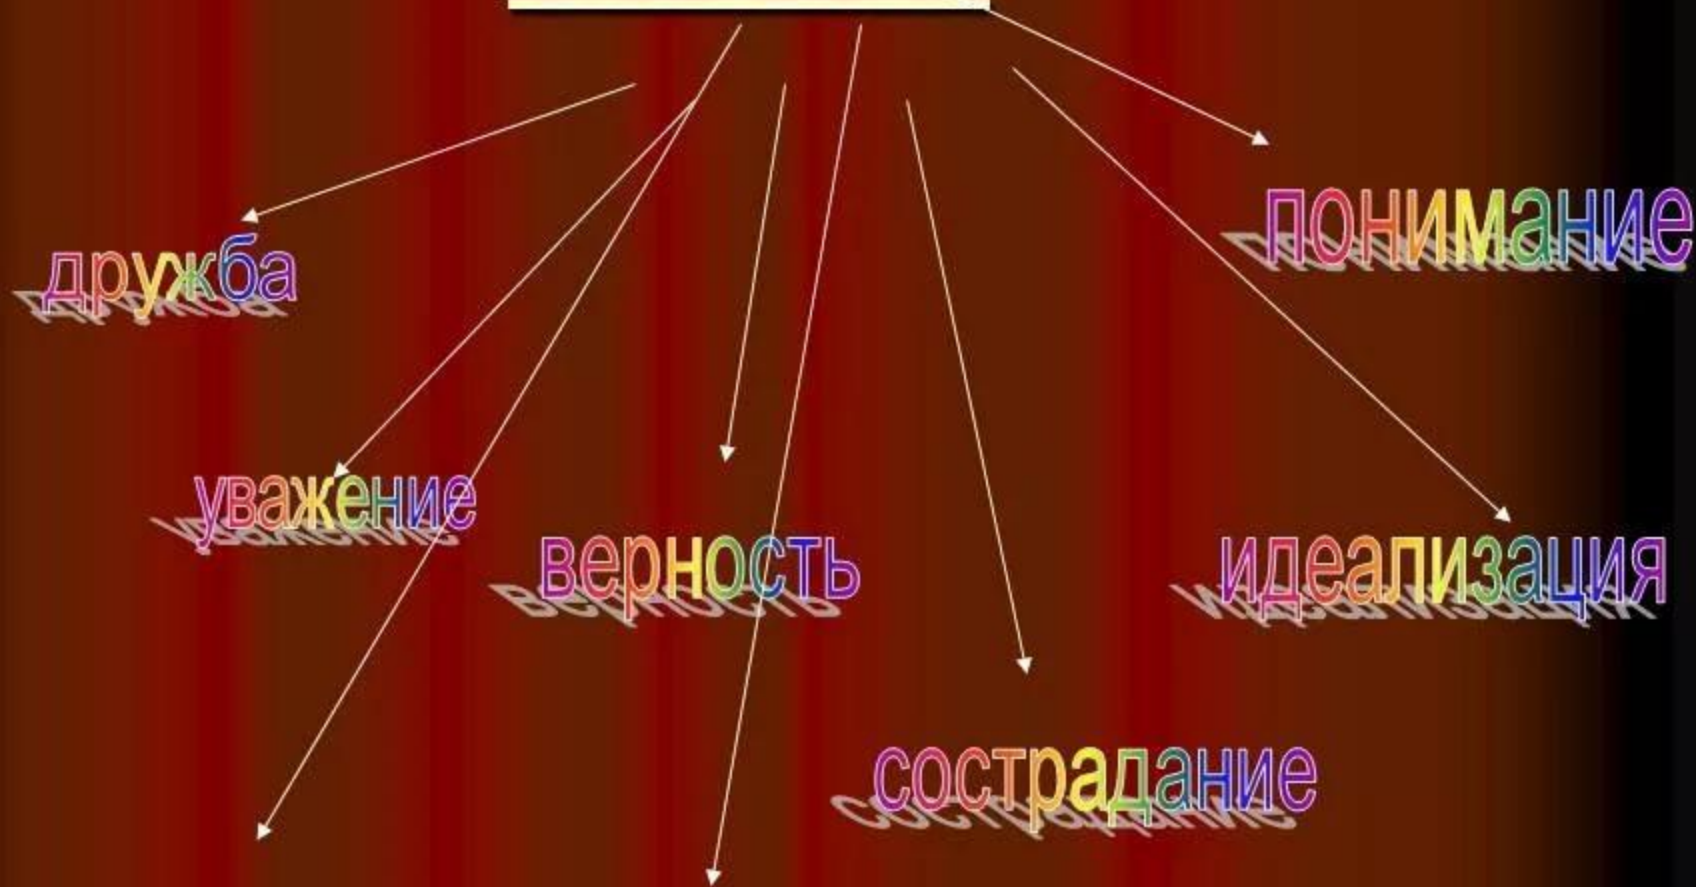 понимание
дружба
уважение
верность
идеализация
сострадание